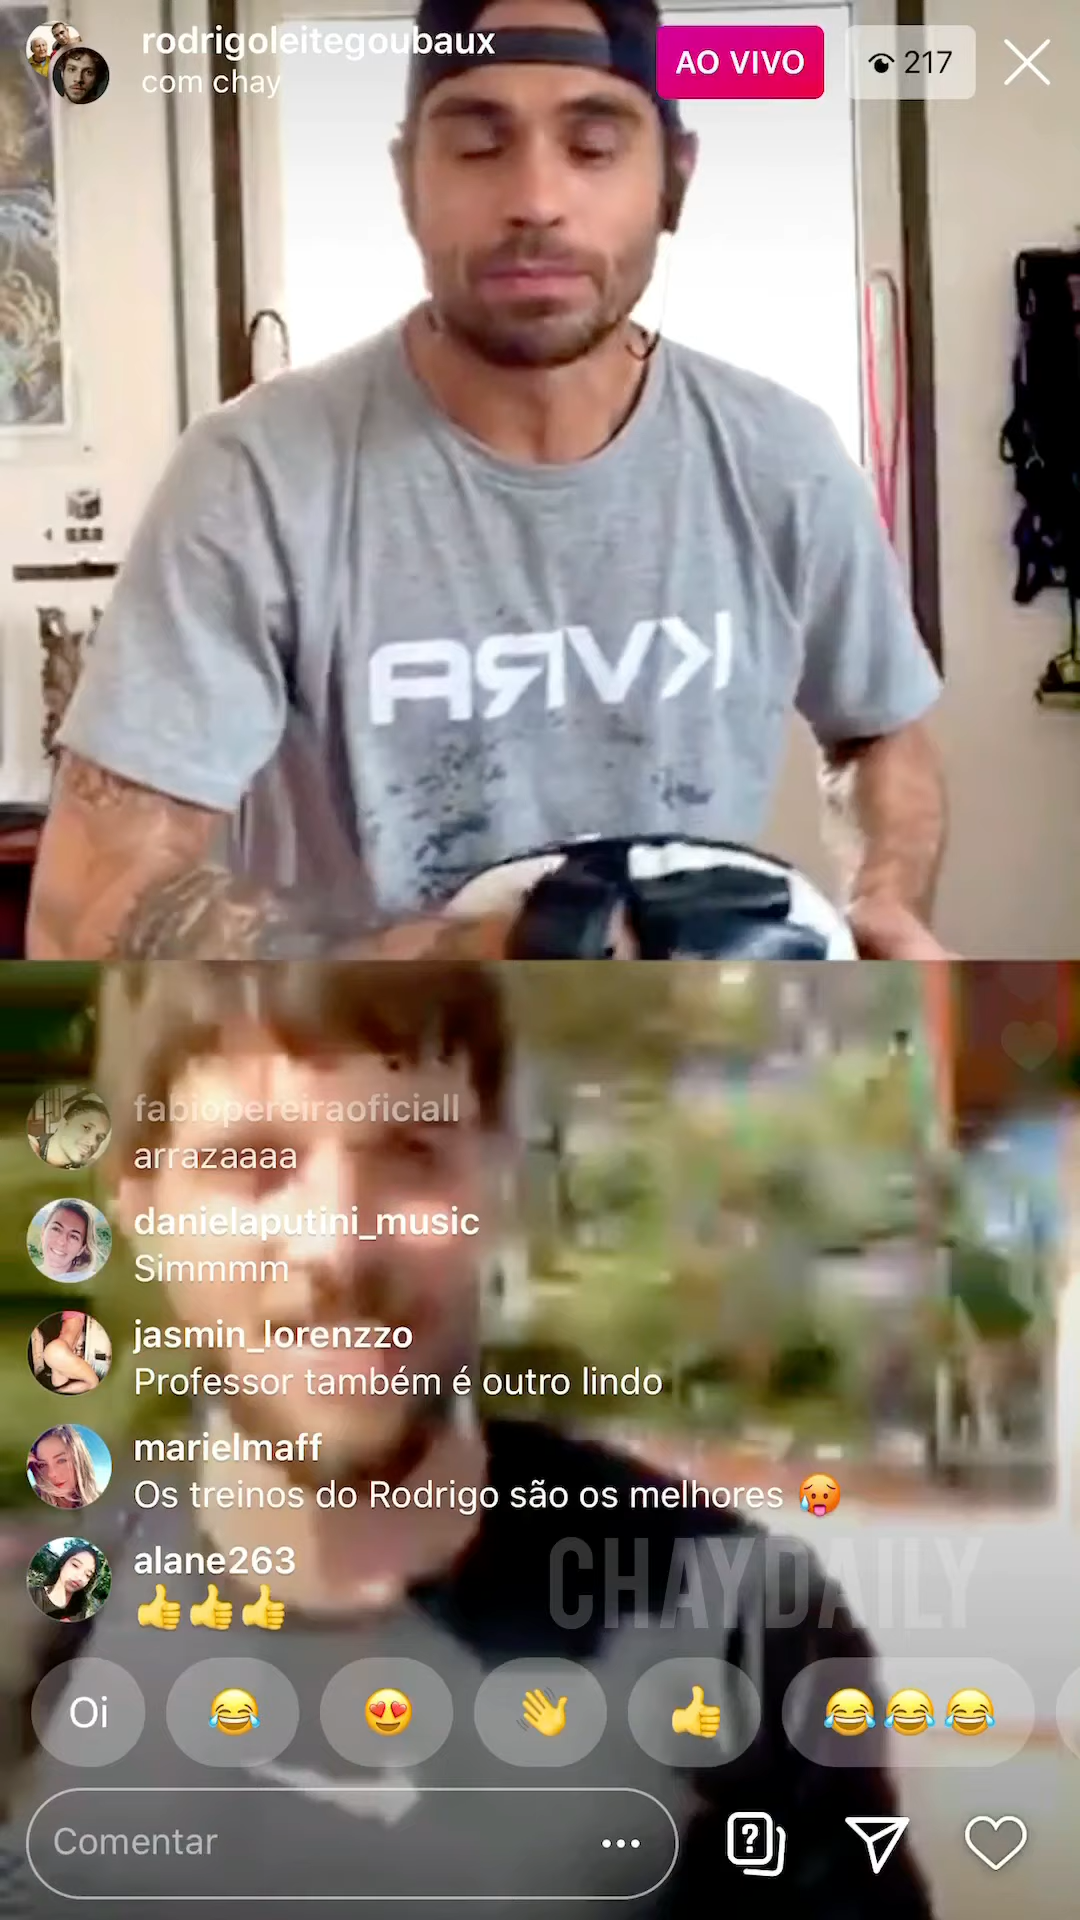 rodrigoleitegoubaux
com chay
AO VIVO
217
KVRA
fabiopereiraoficiall
arrazaaaa
danielaputini_music
Simmmm
jasmin_lorenzzo
Professor também é outro lindo
marielmaff
Os treinos do Rodrigo são os melhores 🥵
alane263
👍👍👍
CHAYDAILY
Oi 😂 😍 👋 👍 😂😂😂
Comentar